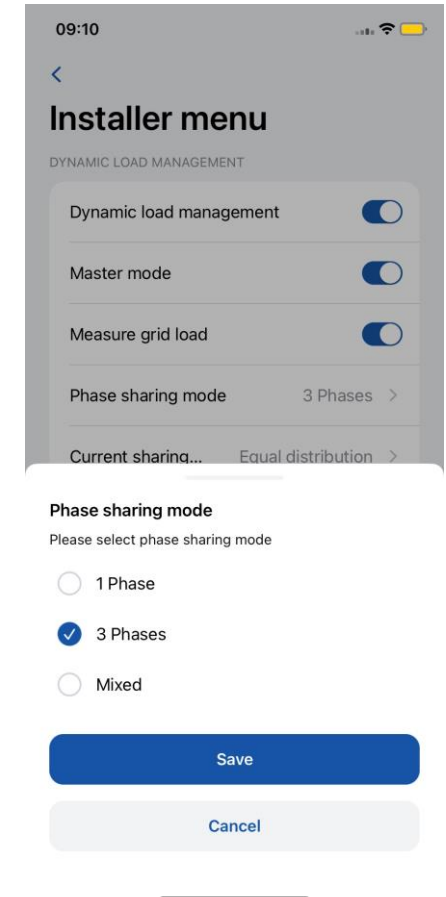 09:10
Installer menu
DYNAMIC LOAD MANAGEMENT
Dynamic load management
Master mode
Measure grid load
Phase sharing mode 3 Phases
Current sharing... Equal distribution
Phase sharing mode
Please select phase sharing mode
1 Phase
3 Phases
Mixed
Save
Cancel